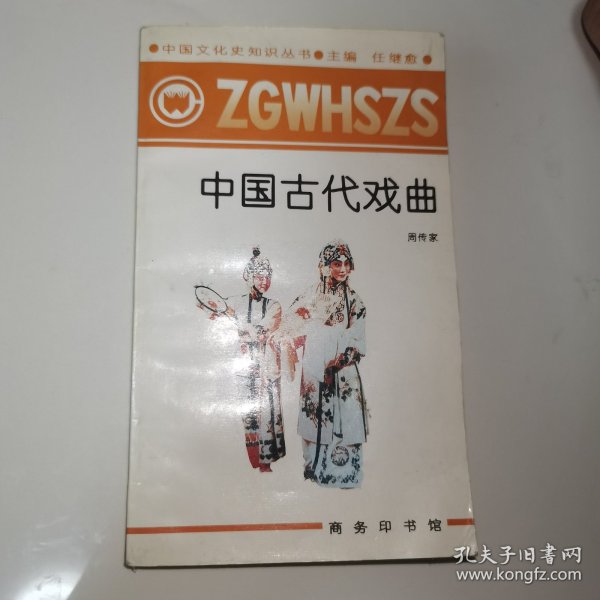 ●中国文化史知识丛书●主编 任继愈●
ZGWHSZS
中国古代戏曲
周传家
商务印书馆
孔夫子旧书网
www.kongfz.com